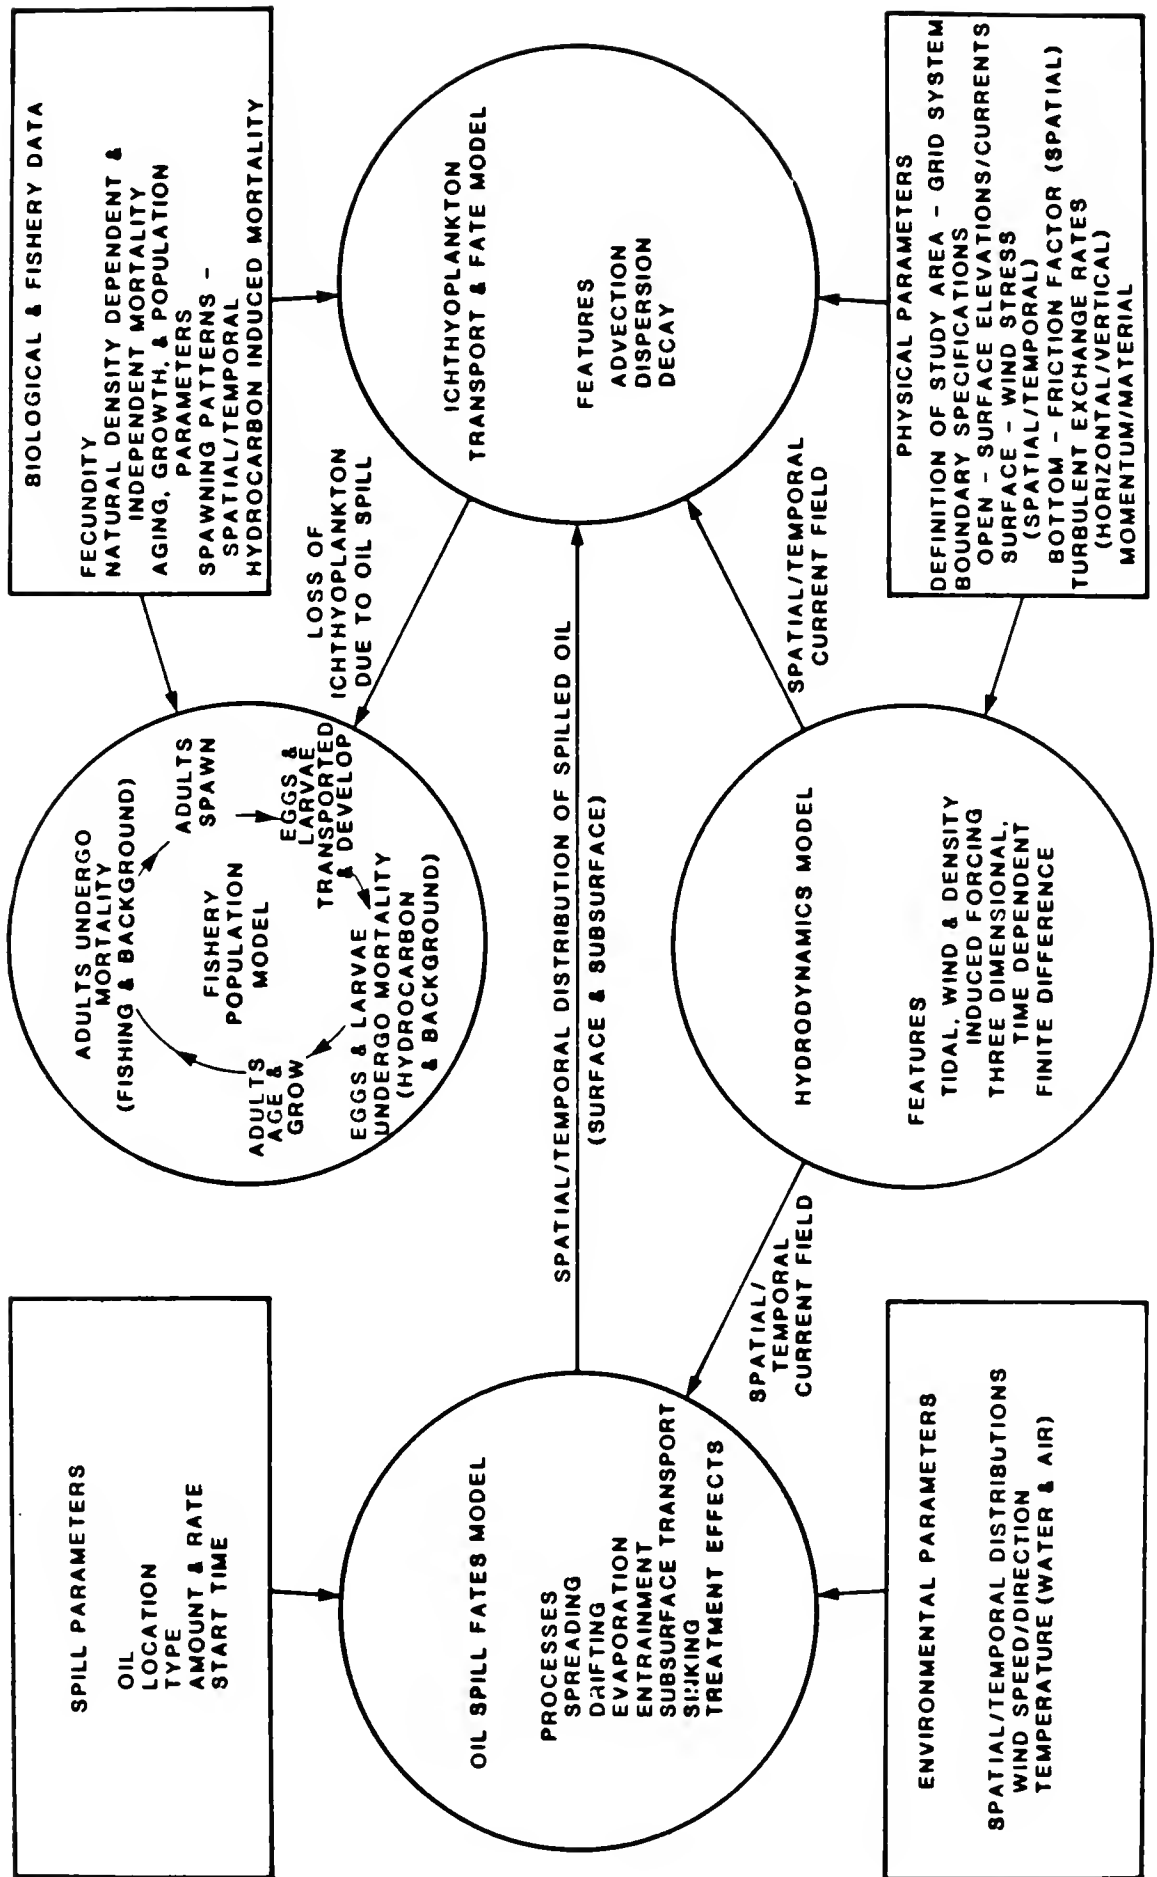 SPILL PARAMETERS
OIL
LOCATION
TYPE
AMOUNT & RATE
START TIME
BIOLOGICAL & FISHERY DATA
FECUNDITY
NATURAL DENSITY DEPENDENT &
INDEPENDENT MORTALITY
AGING, GROWTH, & POPULATION
PARAMETERS
SPAWNING PATTERNS -
SPATIAL/TEMPORAL
HYDROCARBON INDUCED MORTALITY
ADULTS UNDERGO
MORTALITY
(FISHING & BACKGROUND)
ADULTS
SPAWN
EGGS &
LARVAE
TRANSPORTED
& DEVELOP
EGGS & LARVAE
UNDERGO MORTALITY
(HYDROCARBON
& BACKGROUND)
ADULTS
AGE &
GROW
FISHERY
POPULATION
MODEL
LOSS OF
ICHTHYOPLANKTON
DUE TO OIL SPILL
OIL SPILL FATES MODEL
PROCESSES
SPREADING
DRIFTING
EVAPORATION
ENTRAINMENT
SUBSURFACE TRANSPORT
SINKING
TREATMENT EFFECTS
SPATIAL/TEMPORAL DISTRIBUTION OF SPILLED OIL
(SURFACE & SUBSURFACE)
ICHTHYOPLANKTON
TRANSPORT & FATE MODEL
FEATURES
ADVECTION
DISPERSION
DECAY
SPATIAL/
TEMPORAL
CURRENT FIELD
SPATIAL/TEMPORAL
CURRENT FIELD
HYDRODYNAMICS MODEL
FEATURES
TIDAL, WIND & DENSITY
INDUCED FORCING
THREE DIMENSIONAL,
TIME DEPENDENT
FINITE DIFFERENCE
ENVIRONMENTAL PARAMETERS
SPATIAL/TEMPORAL DISTRIBUTIONS
WIND SPEED/DIRECTION
TEMPERATURE (WATER & AIR)
PHYSICAL PARAMETERS
DEFINITION OF STUDY AREA - GRID SYSTEM
BOUNDARY SPECIFICATIONS
OPEN - SURFACE ELEVATIONS/CURRENTS
SURFACE - WIND STRESS
(SPATIAL/TEMPORAL)
BOTTOM - FRICTION FACTOR (SPATIAL)
TURBULENT EXCHANGE RATES
(HORIZONTAL/VERTICAL)
MOMENTUM/MATERIAL